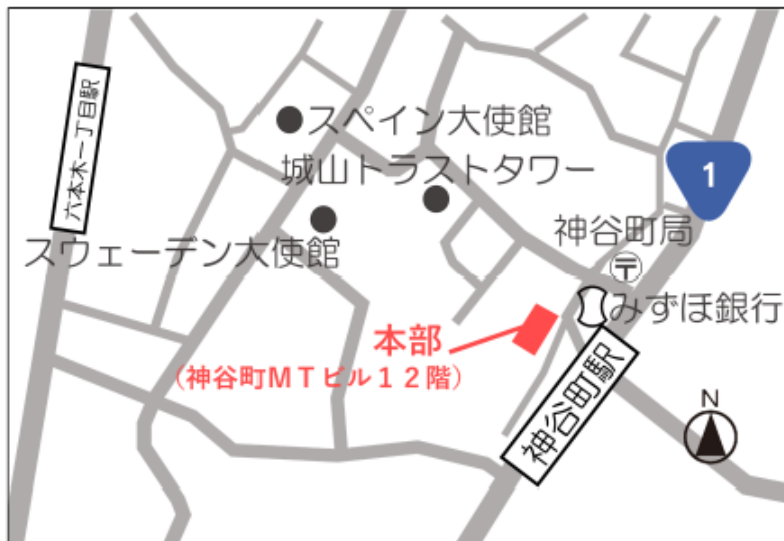 六本木一丁目駅
スペイン大使館
城山トラストタワー
1
スウェーデン大使館
神谷町局
〒
みずほ銀行
本部
(神谷町MTビル12階)
神谷町駅
N